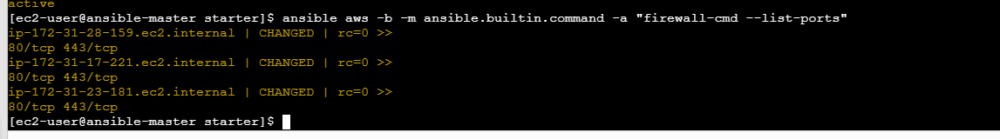 active
[ec2-user@ansible-master starter]$ ansible aws -b -m ansible.builtin.command -a "firewall-cmd --list-ports"
ip-172-31-28-159.ec2.internal | CHANGED | rc=0 >>
80/tcp 443/tcp
ip-172-31-17-221.ec2.internal | CHANGED | rc=0 >>
80/tcp 443/tcp
ip-172-31-23-181.ec2.internal | CHANGED | rc=0 >>
80/tcp 443/tcp
[ec2-user@ansible-master starter]$